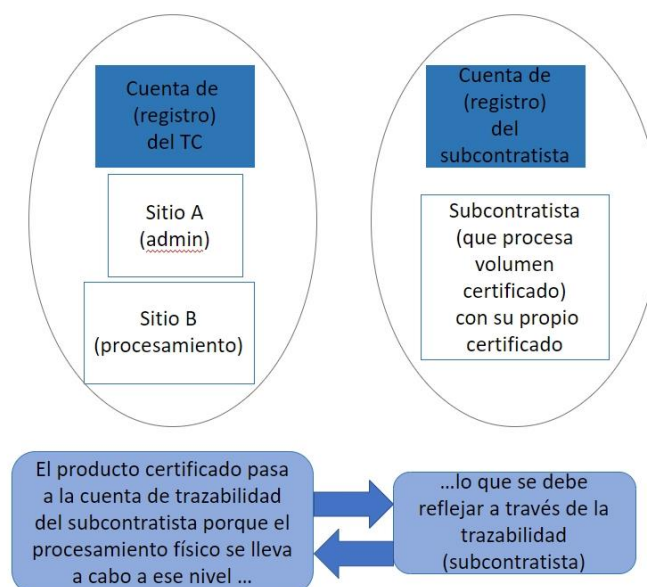 Cuenta de
(registro)
del TC
Sitio A
(admin)
Sitio B
(procesamiento)
Cuenta de
(registro)
del
subcontratista
Subcontratista
(que procesa
volumen
certificado)
con su propio
certificado
El producto certificado pasa
a la cuenta de trazabilidad
del subcontratista porque el
procesamiento físico se lleva
a cabo a ese nivel ...
...lo que se debe
reflejar a través de la
trazabilidad
(subcontratista)